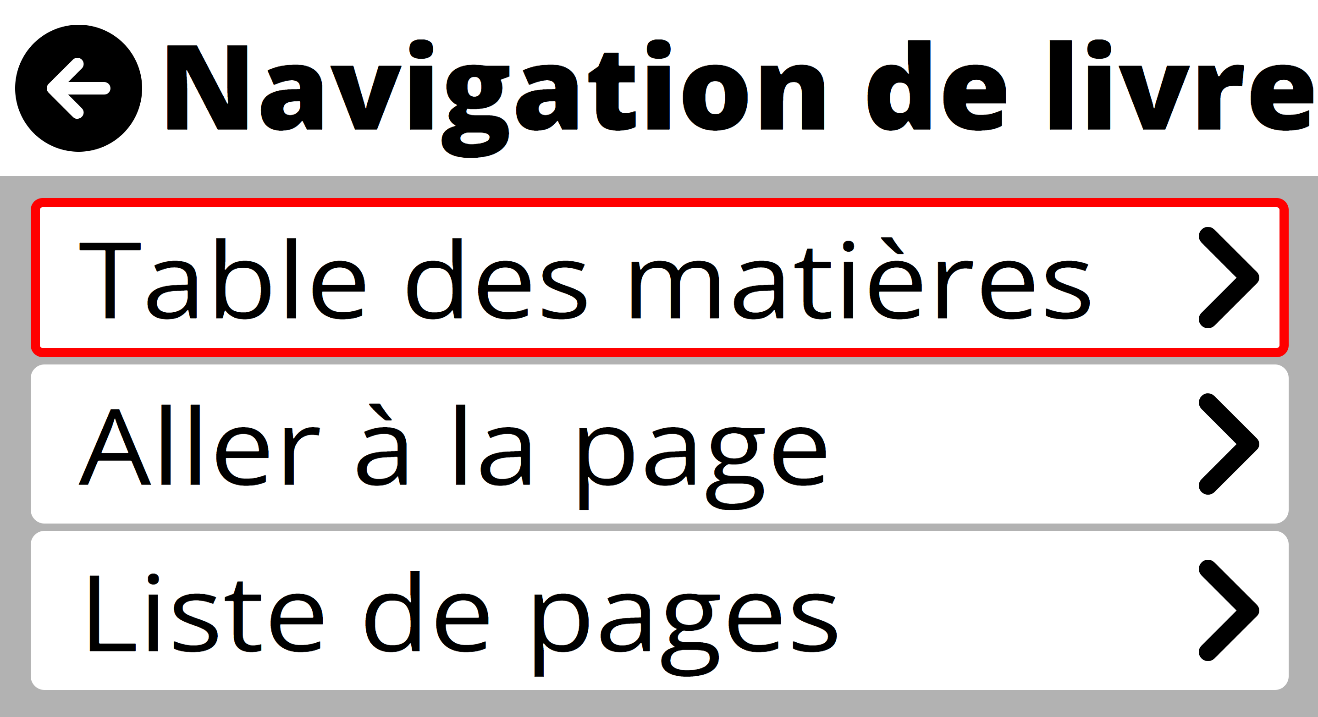 Navigation de livre
Table des matières
Aller à la page
Liste de pages